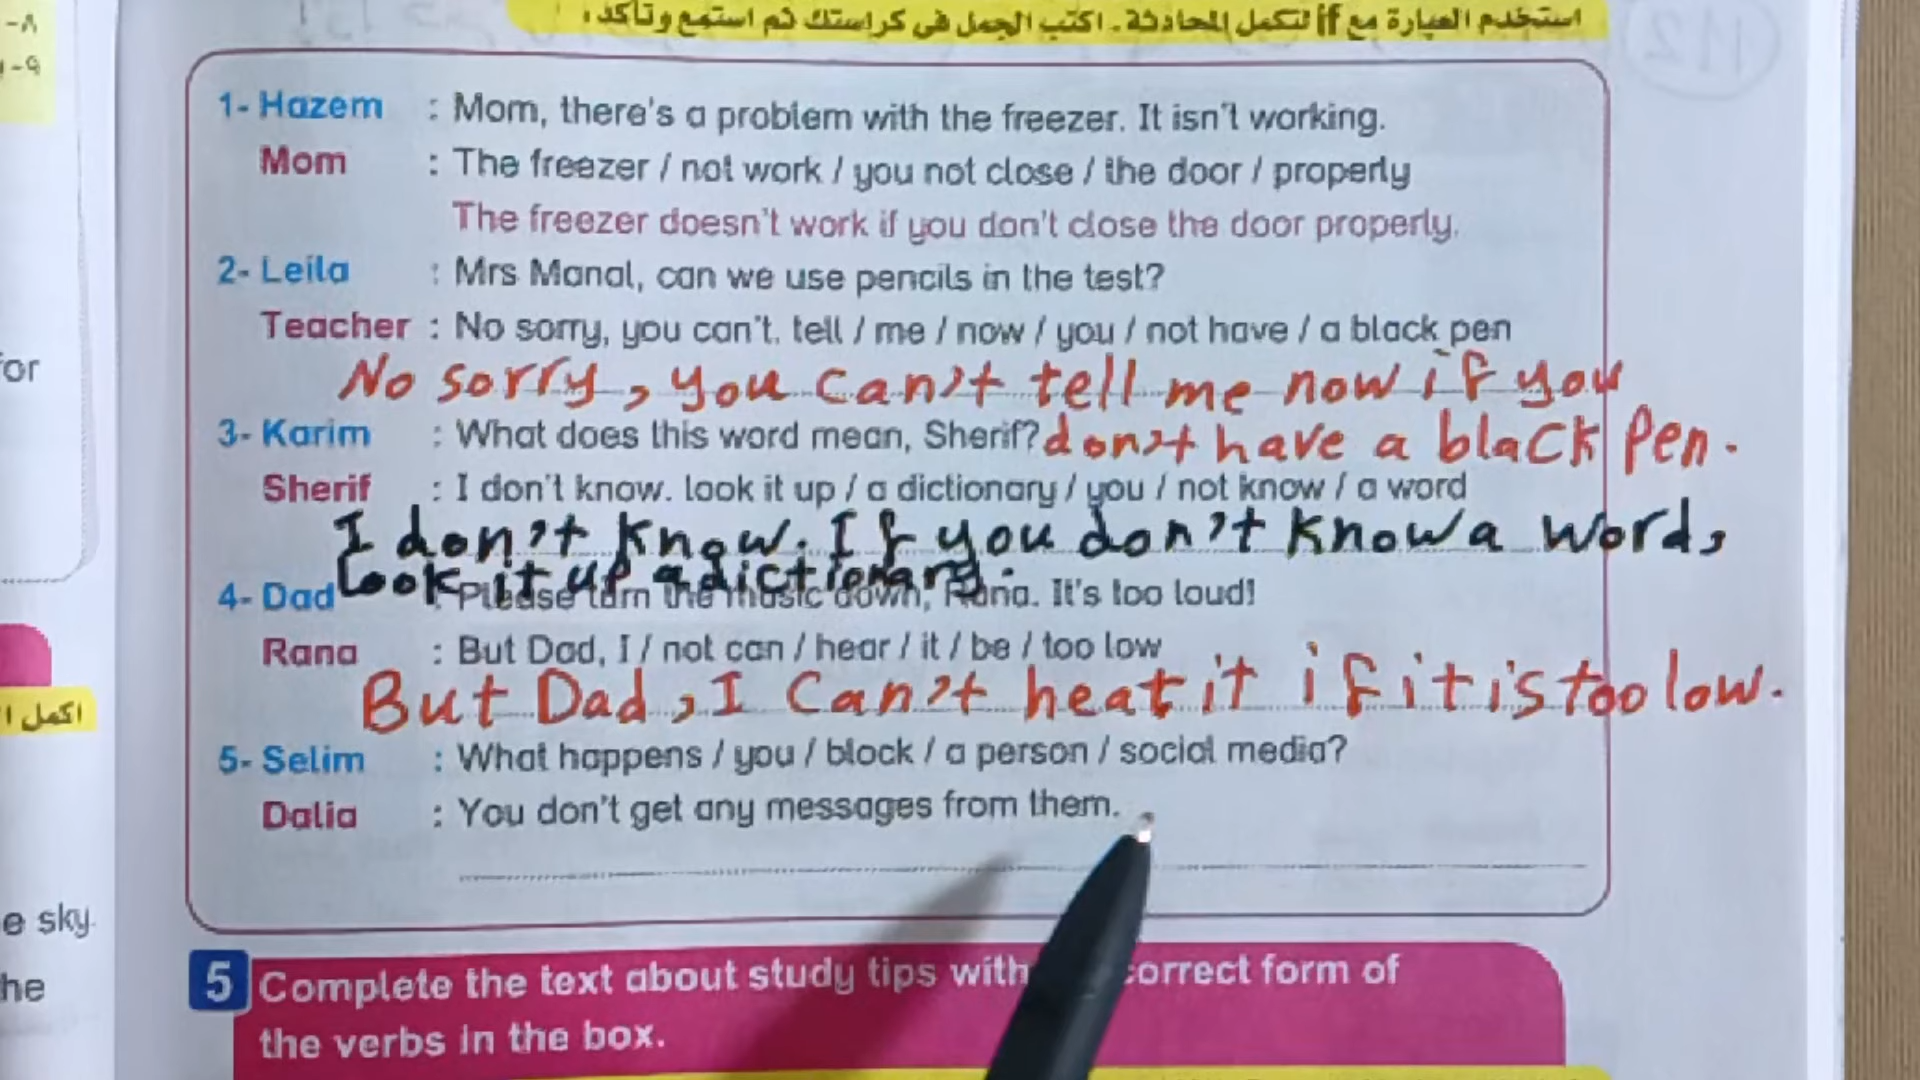 ٨-
٩-
استخدم العبارة مع if لتكمل المحادثة. اكتب الجمل في كراستك ثم استمع وتأكد:
112
1- Hazem : Mom, there's a problem with the freezer. It isn't working.
Mom : The freezer / not work / you not close / the door / properly
The freezer doesn't work if you don't close the door properly.
2- Leila : Mrs Manal, can we use pencils in the test?
Teacher : No sorry, you can't. tell / me / now / you / not have / a black pen
No sorry, you can't tell me now if you
3- Karim : What does this word mean, Sherif? don't have a black pen.
Sherif : I don't know. look it up / a dictionary / you / not know / a word
I don't know. If you don't know a word,
look it up a dictionary.
4- Dad : Please turn the music down, Rana. It's too loud!
Rana : But Dad, I / not can / hear / it / be / too low
But Dad, I can't heat it if it is too low.
5- Selim : What happens / you / block / a person / social media?
Dalia : You don't get any messages from them.
5 Complete the text about study tips with correct form of
the verbs in the box.
for
اكمل
e sky.
he